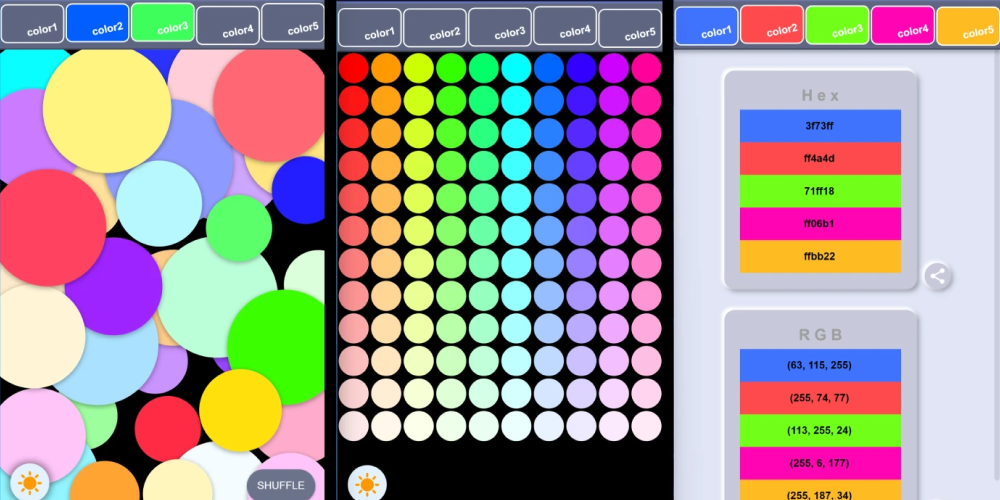 color1 color2 color3 color4 color5
SHUFFLE
color1 color2 color3 color4 color5
color1 color2 color3 color4 color5
Hex
3f73ff
ff4a4d
71ff18
ff06b1
ffbb22
RGB
(63, 115, 255)
(255, 74, 77)
(113, 255, 24)
(255, 6, 177)
(255, 187, 34)